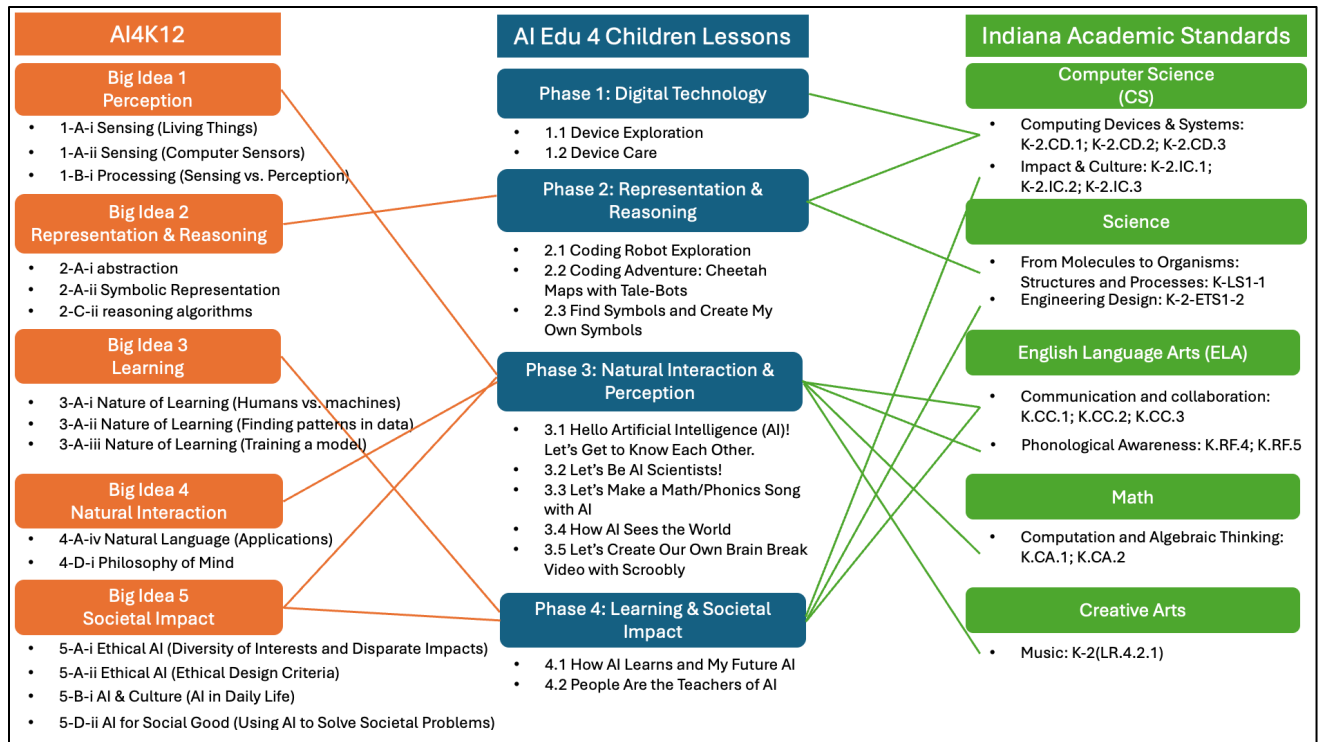 AI4K12
Big Idea 1
Perception
• 1-A-i Sensing (Living Things)
• 1-A-ii Sensing (Computer Sensors)
• 1-B-i Processing (Sensing vs. Perception)
Big Idea 2
Representation & Reasoning
• 2-A-i abstraction
• 2-A-ii Symbolic Representation
• 2-C-ii reasoning algorithms
Big Idea 3
Learning
• 3-A-i Nature of Learning (Humans vs. machines)
• 3-A-ii Nature of Learning (Finding patterns in data)
• 3-A-iii Nature of Learning (Training a model)
Big Idea 4
Natural Interaction
• 4-A-iv Natural Language (Applications)
• 4-D-i Philosophy of Mind
Big Idea 5
Societal Impact
• 5-A-i Ethical AI (Diversity of Interests and Disparate Impacts)
• 5-A-ii Ethical AI (Ethical Design Criteria)
• 5-B-i AI & Culture (AI in Daily Life)
• 5-D-ii AI for Social Good (Using AI to Solve Societal Problems)
AI Edu 4 Children Lessons
Phase 1: Digital Technology
• 1.1 Device Exploration
• 1.2 Device Care
Phase 2: Representation &
Reasoning
• 2.1 Coding Robot Exploration
• 2.2 Coding Adventure: Cheetah
Maps with Tale-Bots
• 2.3 Find Symbols and Create My
Own Symbols
Phase 3: Natural Interaction &
Perception
• 3.1 Hello Artificial Intelligence (AI)!
Let's Get to Know Each Other.
• 3.2 Let's Be AI Scientists!
• 3.3 Let's Make a Math/Phonics Song
with AI
• 3.4 How AI Sees the World
• 3.5 Let's Create Our Own Brain Break
Video with Scroobly
Phase 4: Learning & Societal
Impact
• 4.1 How AI Learns and My Future AI
• 4.2 People Are the Teachers of AI
Indiana Academic Standards
Computer Science
(CS)
• Computing Devices & Systems:
K-2.CD.1; K-2.CD.2; K-2.CD.3
• Impact & Culture: K-2.IC.1;
K-2.IC.2; K-2.IC.3
Science
• From Molecules to Organisms:
Structures and Processes: K-LS1-1
• Engineering Design: K-2-ETS1-2
English Language Arts (ELA)
• Communication and collaboration:
K.CC.1; K.CC.2; K.CC.3
• Phonological Awareness: K.RF.4; K.RF.5
Math
• Computation and Algebraic Thinking:
K.CA.1; K.CA.2
Creative Arts
• Music: K-2(LR.4.2.1)